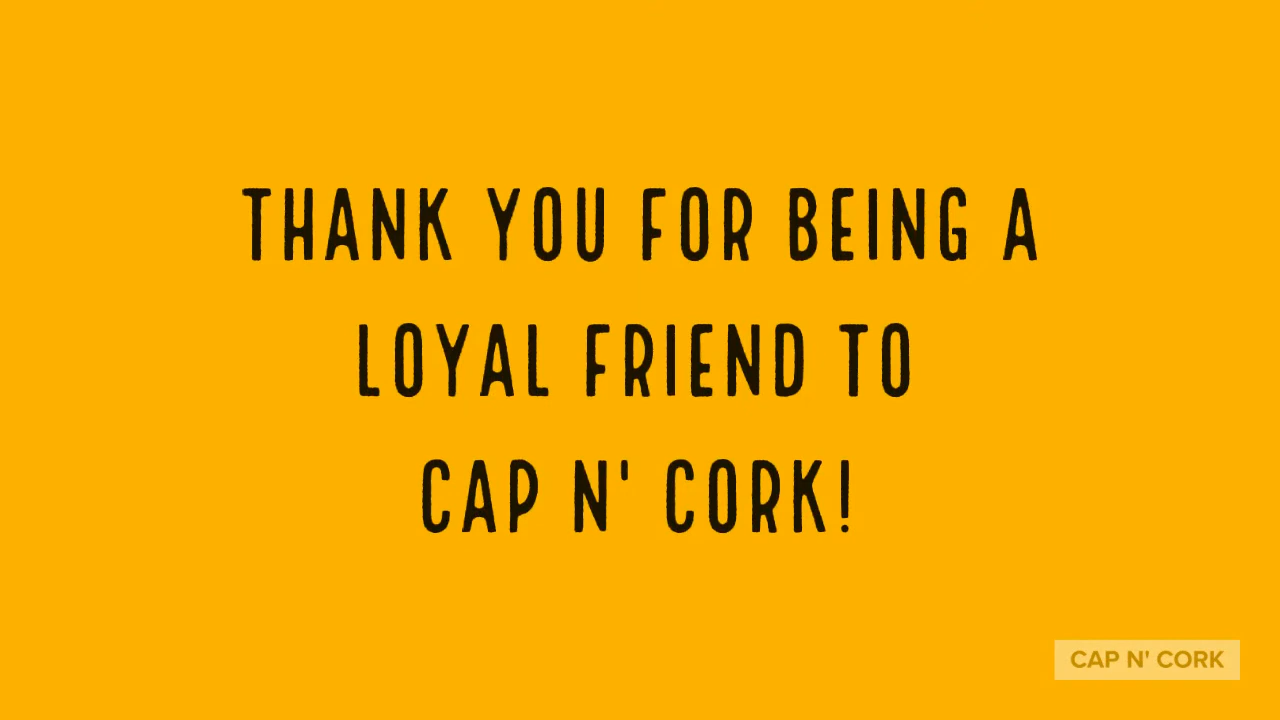 THANK YOU FOR BEING A
LOYAL FRIEND TO
CAP N' CORK!
CAP N' CORK